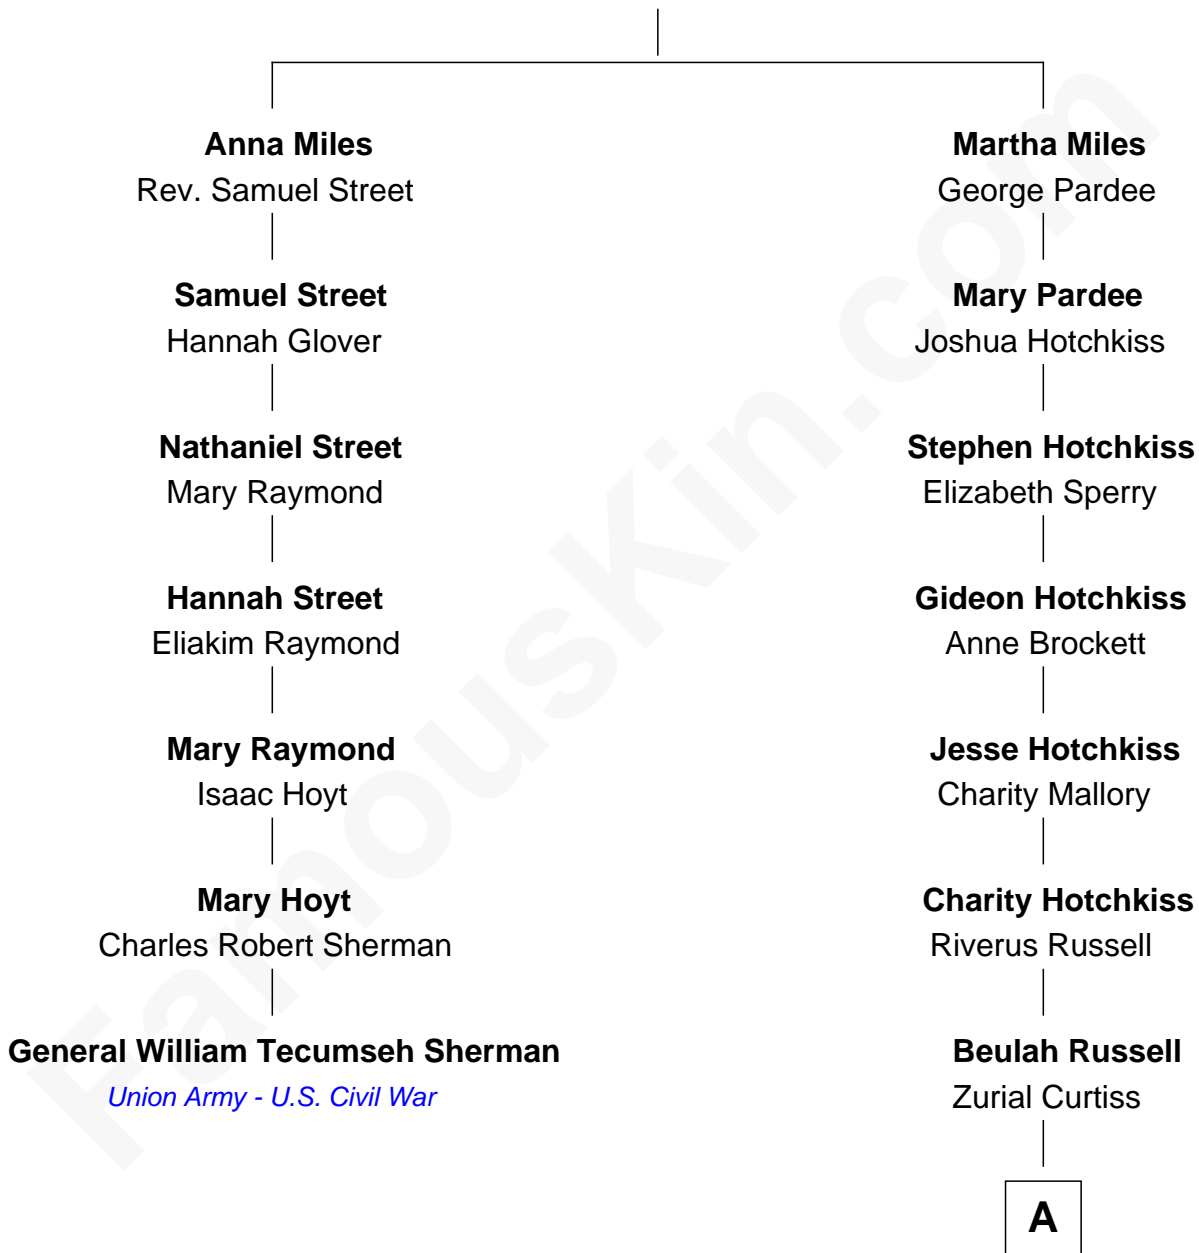 Anna Miles
Rev. Samuel Street
Martha Miles
George Pardee
Samuel Street
Hannah Glover
Mary Pardee
Joshua Hotchkiss
Nathaniel Street
Mary Raymond
Stephen Hotchkiss
Elizabeth Sperry
Hannah Street
Eliakim Raymond
Gideon Hotchkiss
Anne Brockett
Mary Raymond
Isaac Hoyt
Jesse Hotchkiss
Charity Mallory
Mary Hoyt
Charles Robert Sherman
Charity Hotchkiss
Riverus Russell
General William Tecumseh Sherman
Union Army - U.S. Civil War
Beulah Russell
Zurial Curtiss
A
FamousKin.com